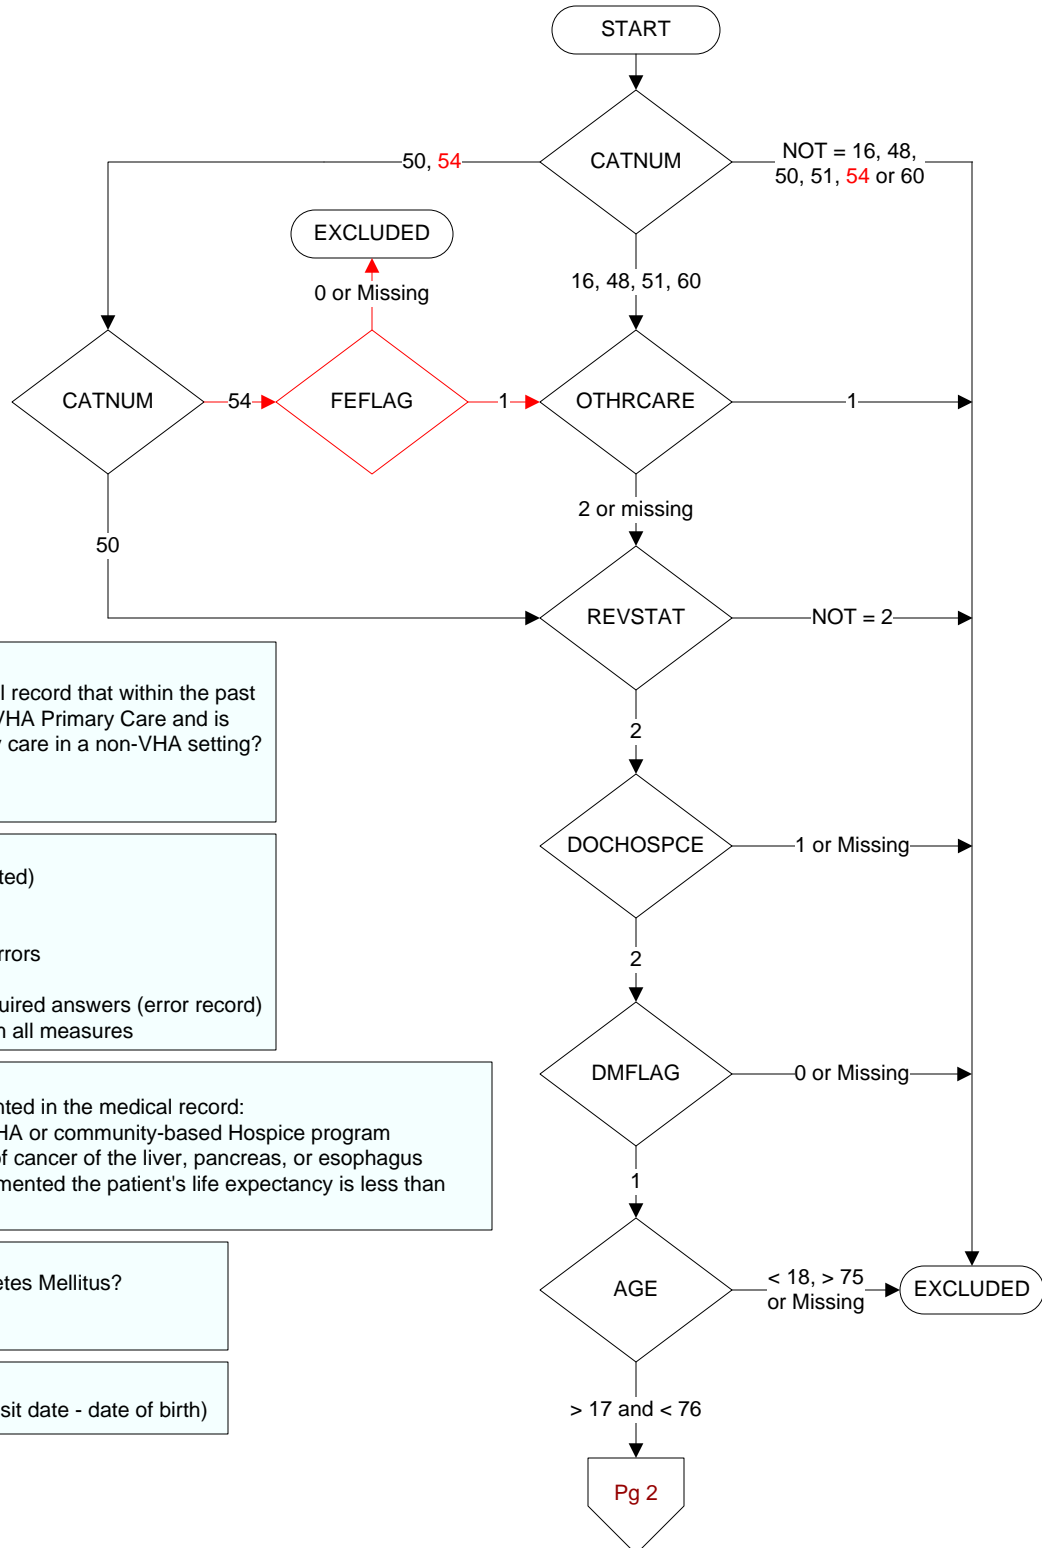 START
CATNUM
50, 54
NOT = 16, 48,
50, 51, 54 or 60
EXCLUDED
0 or Missing
16, 48, 51, 60
CATNUM
54
FEFLAG
1
OTHRCARE
1
2 or missing
50
REVSTAT
NOT = 2
l record that within the past
VHA Primary Care and is
care in a non-VHA setting?
2
DOCHOSPCE
1 or Missing
ted)
rrors
uired answers (error record)
all measures
2
DMFLAG
0 or Missing
nted in the medical record:
HA or community-based Hospice program
of cancer of the liver, pancreas, or esophagus
mented the patient's life expectancy is less than
1
AGE
< 18, > 75
or Missing
EXCLUDED
etes Mellitus?
sit date - date of birth)
> 17 and < 76
Pg 2